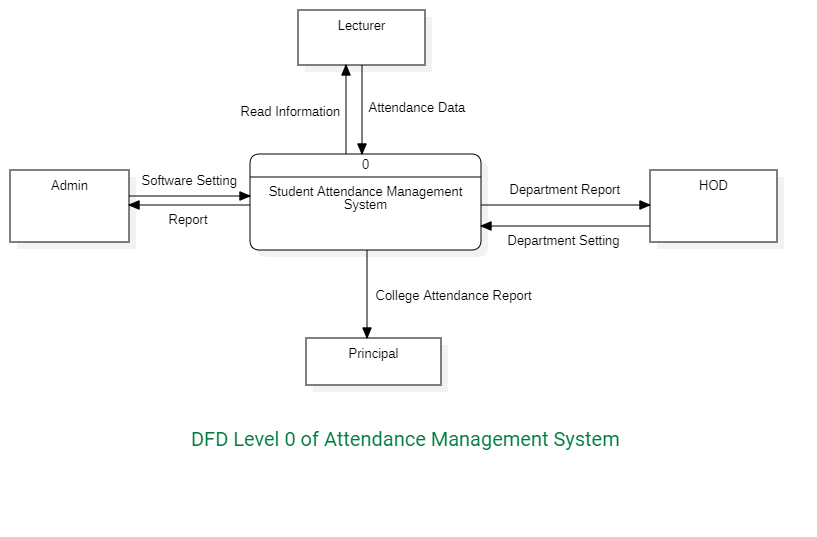 Lecturer
Read Information
Attendance Data
0
Student Attendance Management
System
Admin
Software Setting
Report
Department Report
Department Setting
HOD
College Attendance Report
Principal
DFD Level 0 of Attendance Management System